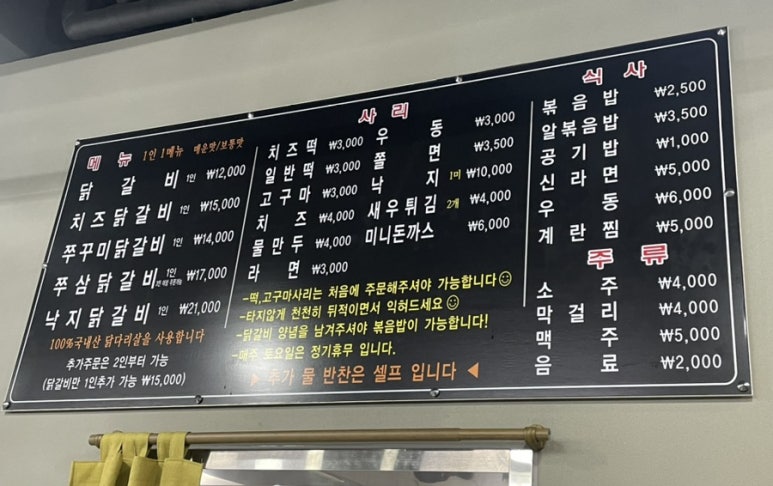 메 뉴 1인 1메뉴 매운맛/보통맛
닭 갈 비 1인 ₩12,000
치즈닭갈비 1인 ₩15,000
쭈꾸미닭갈비 1인 ₩14,000
쭈삼닭갈비 1인 ₩17,000
낙지닭갈비 1인 ₩21,000
100%국내산 닭다리살을 사용합니다
추가주문은 2인부터 가능
(닭갈비만 1인추가 가능 ₩15,000)
사 리
치 즈 떡 ₩3,000
일 반 떡 ₩3,000
고 구 마 ₩3,000
치 즈 ₩4,000
물 만 두 ₩4,000
라 면 ₩3,000
우 동 ₩3,000
쫄 면 ₩3,500
낙 지 1미 ₩10,000
새우튀김 2개 ₩4,000
미니돈까스 ₩6,000
-떡,고구마사리는 처음에 주문해주셔야 가능합니다☺
-타지않게 천천히 뒤적이면서 익혀드세요☺
-닭갈비 양념을 남겨주셔야 볶음밥이 가능합니다!
-매주 토요일은 정기휴무 입니다.
▶ 추가 물 반찬은 셀프 입니다 ◀
식 사
볶 음 밥 ₩2,500
알볶음밥 ₩3,500
공 기 밥 ₩1,000
신 라 면 ₩5,000
우 동 ₩6,000
계 란 찜 ₩5,000
주 류
소 주 ₩4,000
막 걸 리 ₩4,000
맥 주 ₩5,000
음 료 ₩2,000